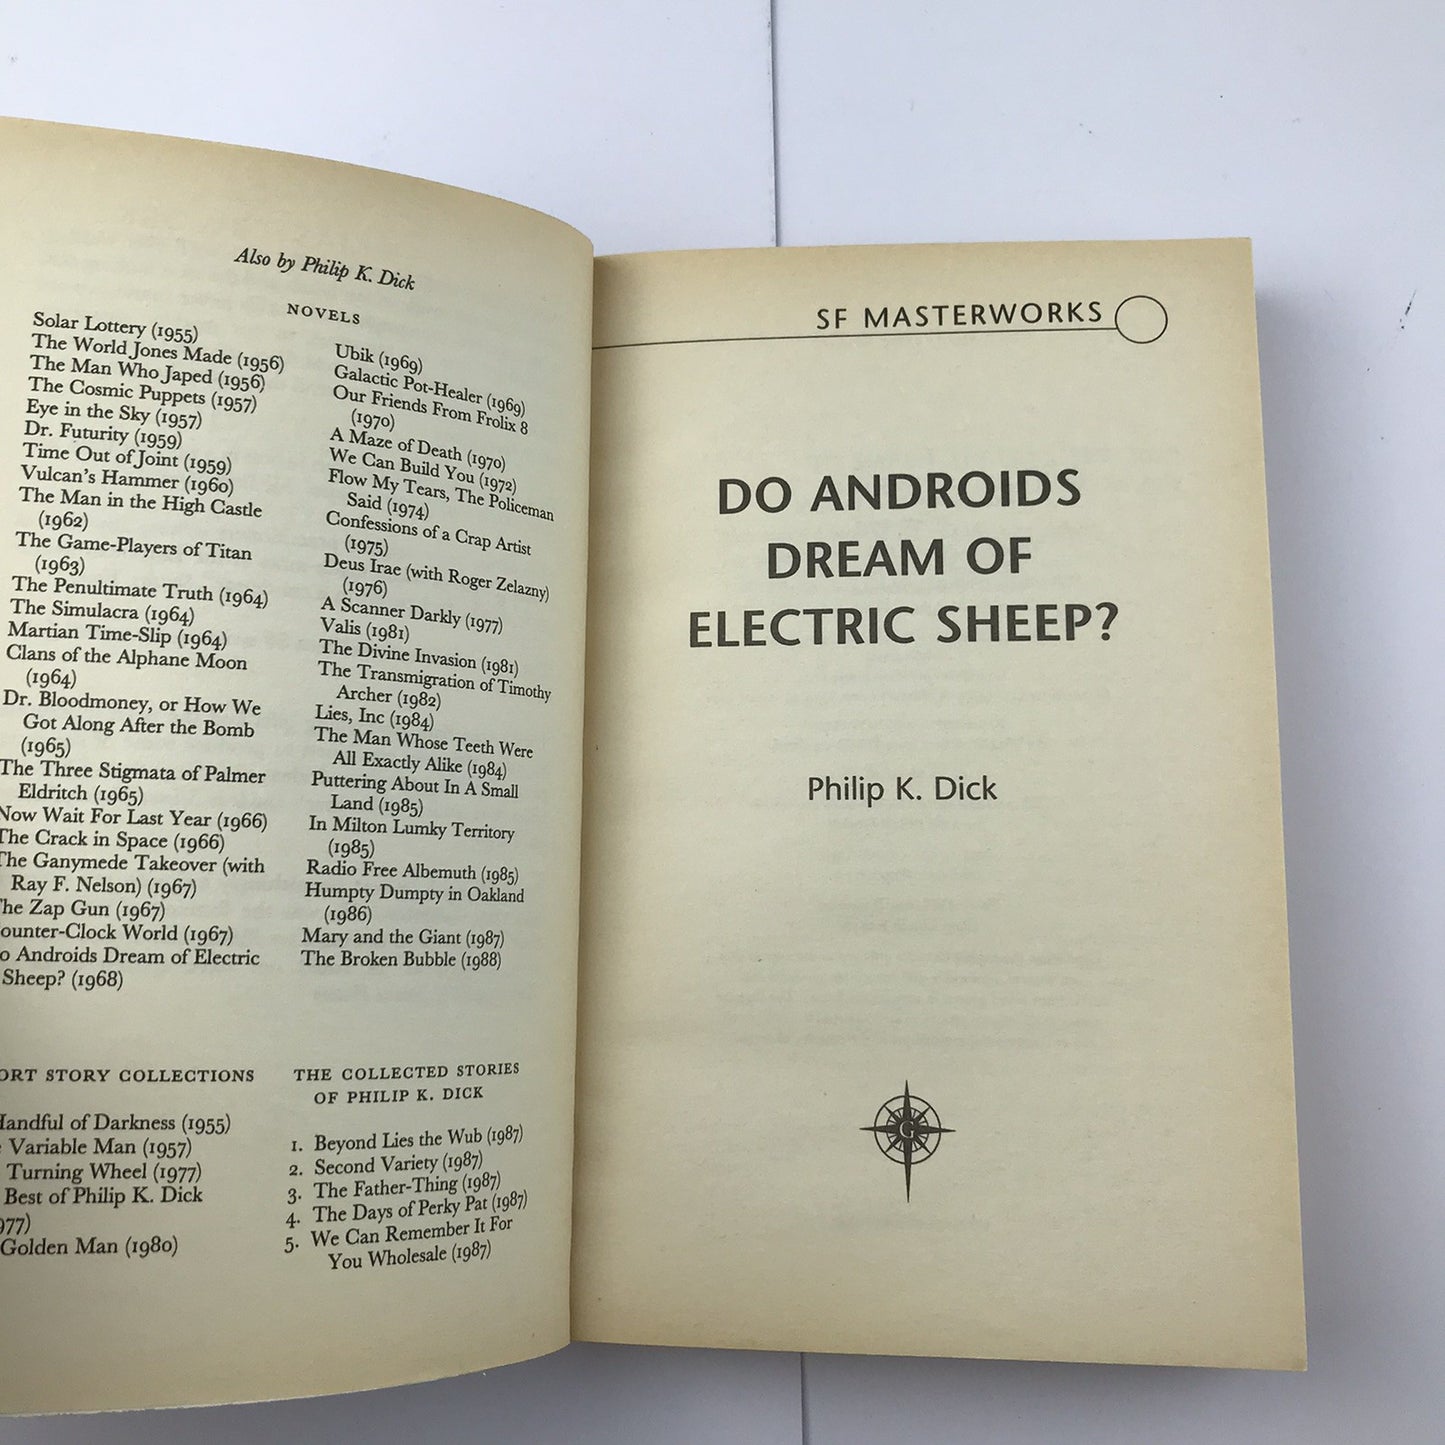 Also by Philip K. Dick
NOVELS
Solar Lottery (1955)
The World Jones Made (1956)
The Man Who Japed (1956)
The Cosmic Puppets (1957)
Eye in the Sky (1957)
Dr. Futurity (1959)
Time Out of Joint (1959)
Vulcan's Hammer (1960)
The Man in the High Castle
(1962)
The Game-Players of Titan
(1963)
The Penultimate Truth (1964)
The Simulacra (1964)
Martian Time-Slip (1964)
Clans of the Alphane Moon
(1964)
Dr. Bloodmoney, or How We
Got Along After the Bomb
(1965)
The Three Stigmata of Palmer
Eldritch (1965)
Now Wait For Last Year (1966)
The Crack in Space (1966)
The Ganymede Takeover (with
Ray F. Nelson) (1967)
The Zap Gun (1967)
ounter-Clock World (1967)
o Androids Dream of Electric
Sheep? (1968)
Ubik (1969)
Galactic Pot-Healer (1969)
Our Friends From Frolix 8
(1970)
A Maze of Death (1970)
We Can Build You (1972)
Flow My Tears, The Policeman
Said (1974)
Confessions of a Crap Artist
(1975)
Deus Irae (with Roger Zelazny)
(1976)
A Scanner Darkly (1977)
Valis (1981)
The Divine Invasion (1981)
The Transmigration of Timothy
Archer (1982)
Lies, Inc (1984)
The Man Whose Teeth Were
All Exactly Alike (1984)
Puttering About In A Small
Land (1985)
In Milton Lumky Territory
(1985)
Radio Free Albemuth (1985)
Humpty Dumpty in Oakland
(1986)
Mary and the Giant (1987)
The Broken Bubble (1988)
ORT STORY COLLECTIONS
Handful of Darkness (1955)
Variable Man (1957)
Turning Wheel (1977)
Best of Philip K. Dick
977)
Golden Man (1980)
THE COLLECTED STORIES
OF PHILIP K. DICK
1. Beyond Lies the Wub (1987)
2. Second Variety (1987)
3. The Father-Thing (1987)
4. The Days of Perky Pat (1987)
5. We Can Remember It For
You Wholesale (1987)
SF MASTERWORKS
DO ANDROIDS
DREAM OF
ELECTRIC SHEEP?
Philip K. Dick
G